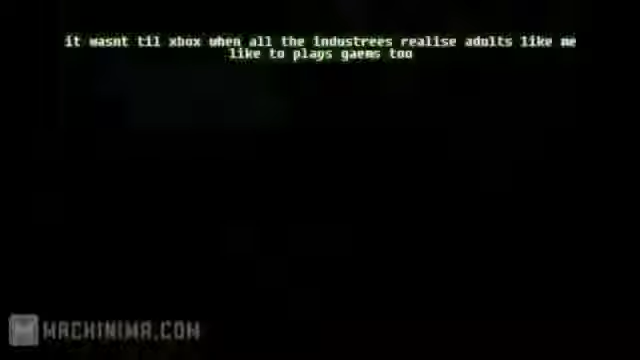 it wasnt til xbox when all the industrees realise adults like me
like to plays gaems too
MACHINIMA.COM